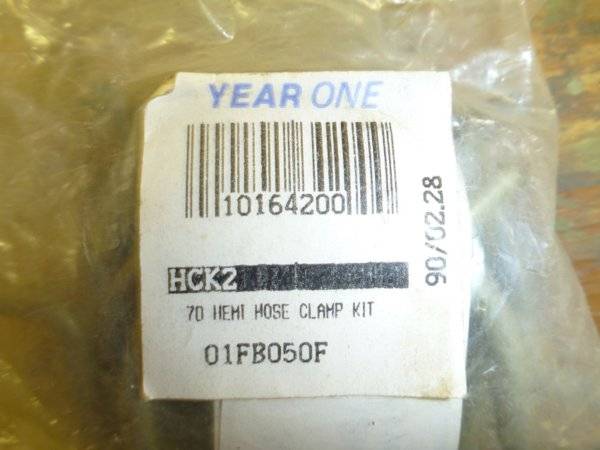 YEAR ONE
10164200
HCK2
70 HEMI HOSE CLAMP KIT
01FB050F
90/02.28